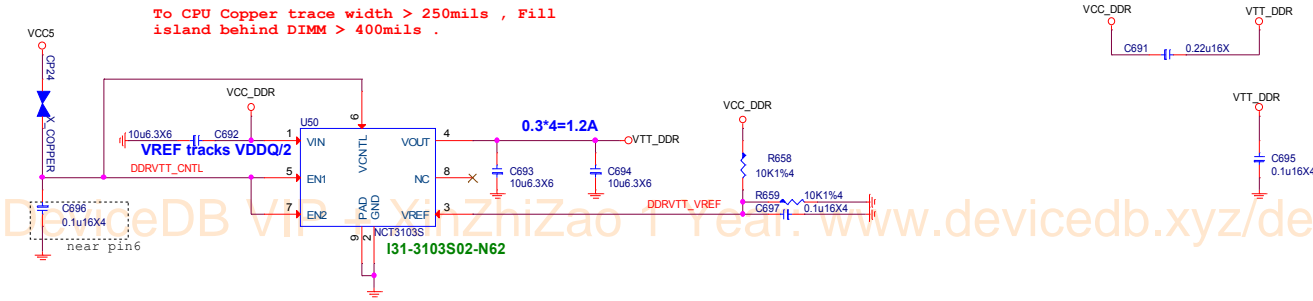 To CPU Copper trace width > 250mils , Fill
island behind DIMM > 400mils .
VCC5
CP24
X_COPPER
VCC_DDR
10u6.3X6
C692
VREF tracks VDDQ/2
DDRVTT_CNTL
C696
0.1u16X4
near pin6
U50
1
VIN
5
EN1
7
EN2
6
VCNTL
PAD
GND
9
2
VOUT
4
NC
8
VREF
3
NCT3103S
I31-3103S02-N62
0.3*4=1.2A
VTT_DDR
C693
10u6.3X6
C694
10u6.3X6
DDRVTT_VREF
VCC_DDR
R658
10K1%4
R659
10K1%4
C697
0.1u16X4
VCC_DDR
VTT_DDR
C691
0.22u16X
VTT_DDR
C695
0.1u16X4
DeviceDB VIP + XinZhiZao 1 Year. www.devicedb.xyz/de